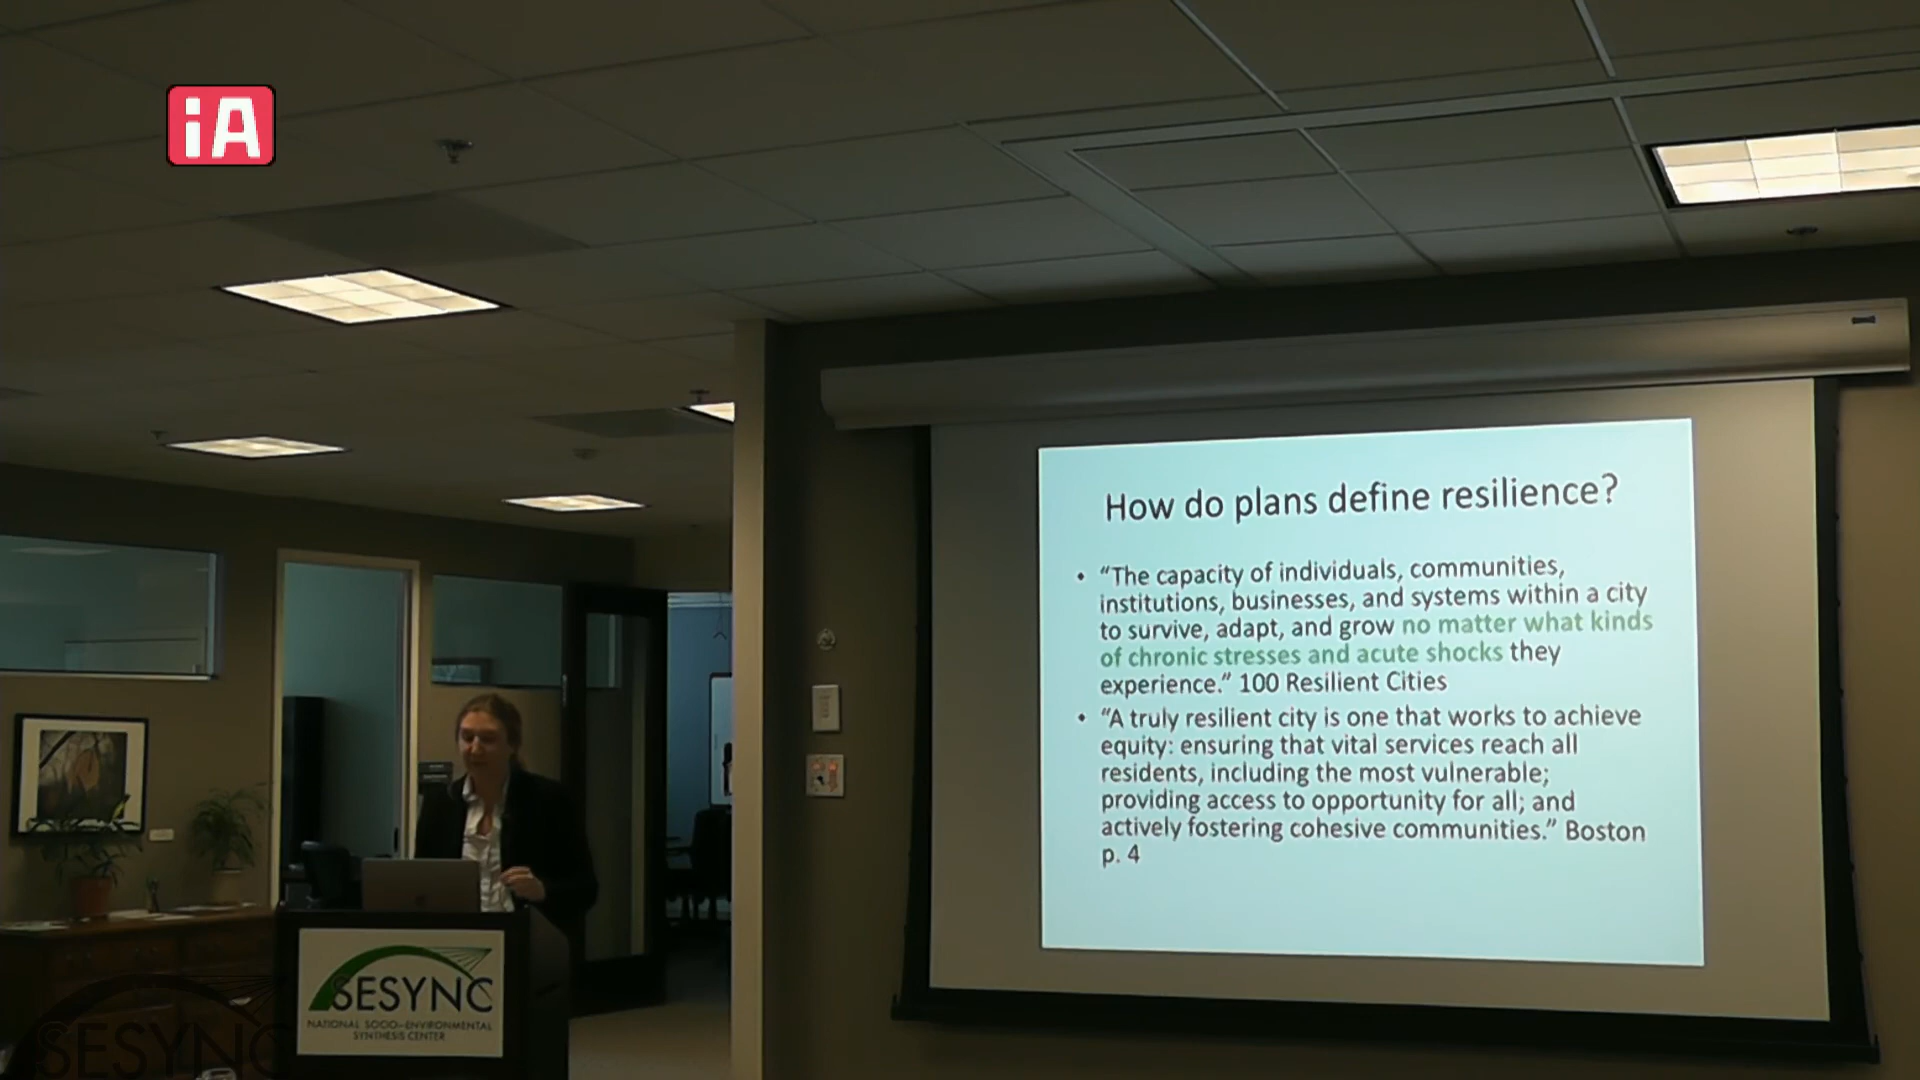 iA
How do plans define resilience?
• “The capacity of individuals, communities,
institutions, businesses, and systems within a city
to survive, adapt, and grow no matter what kinds
of chronic stresses and acute shocks they
experience.” 100 Resilient Cities
• “A truly resilient city is one that works to achieve
equity: ensuring that vital services reach all
residents, including the most vulnerable;
providing access to opportunity for all; and
actively fostering cohesive communities.” Boston
p. 4
SESYNC
NATIONAL SOCIO-ENVIRONMENTAL
SYNTHESIS CENTER
SESYNC